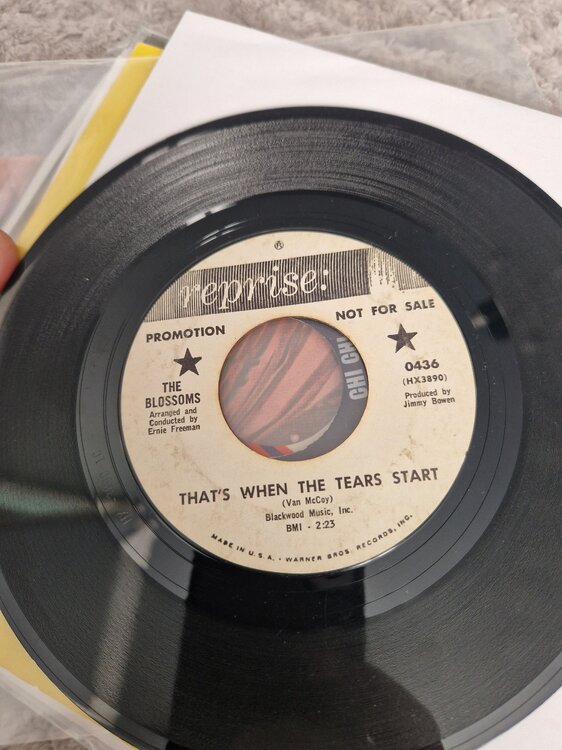 ®
reprise:
PROMOTION
NOT FOR SALE
THE
BLOSSOMS
Arranged and
Conducted by
Ernie Freeman
0436
(HX3890)
Produced by
Jimmy Bowen
CHI CHI
THAT'S WHEN THE TEARS START
(Van McCoy)
Blackwood Music, Inc.
BMI - 2:23
MADE IN U.S.A. • WARNER BROS. RECORDS, INC.